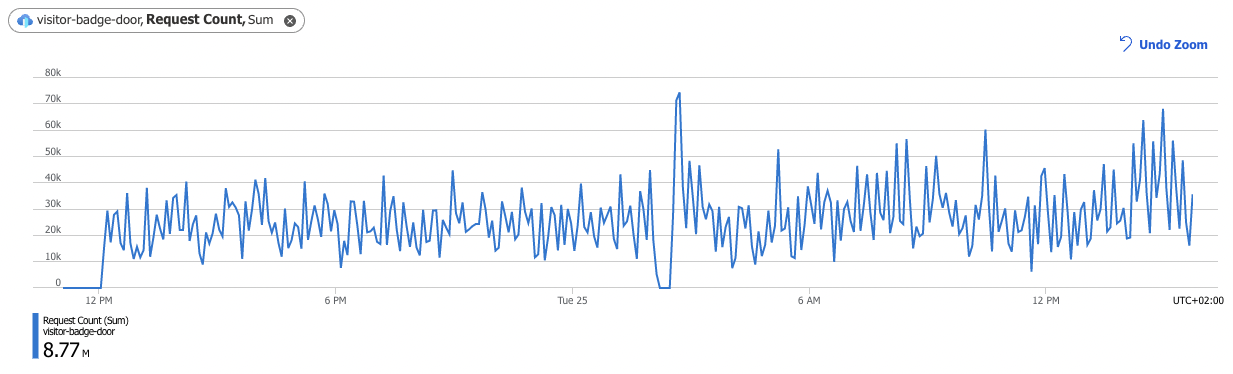 visitor-badge-door, Request Count, Sum
Undo Zoom
80k
70k
60k
50k
40k
30k
20k
10k
0
12 PM 6 PM Tue 25 6 AM 12 PM UTC+02:00
Request Count (Sum)
visitor-badge-door
8.77 M